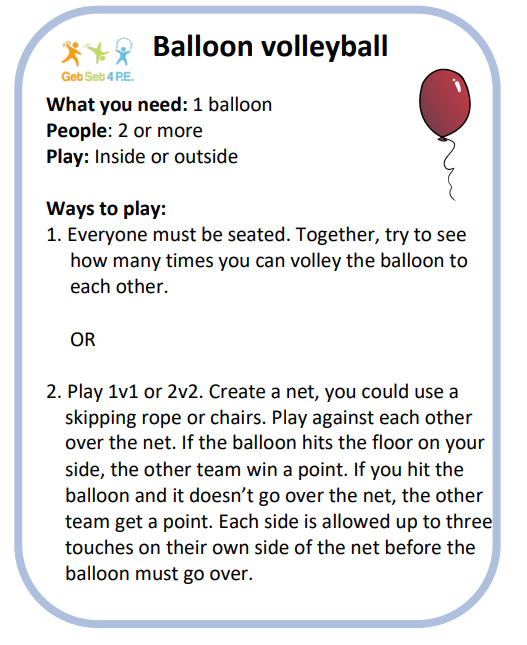 Balloon volleyball
Get Set 4 P.E.
What you need: 1 balloon
People: 2 or more
Play: Inside or outside
Ways to play:
1. Everyone must be seated. Together, try to see
how many times you can volley the balloon to
each other.
OR
2. Play 1v1 or 2v2. Create a net, you could use a
skipping rope or chairs. Play against each other
over the net. If the balloon hits the floor on your
side, the other team win a point. If you hit the
balloon and it doesn’t go over the net, the other
team get a point. Each side is allowed up to three
touches on their own side of the net before the
balloon must go over.